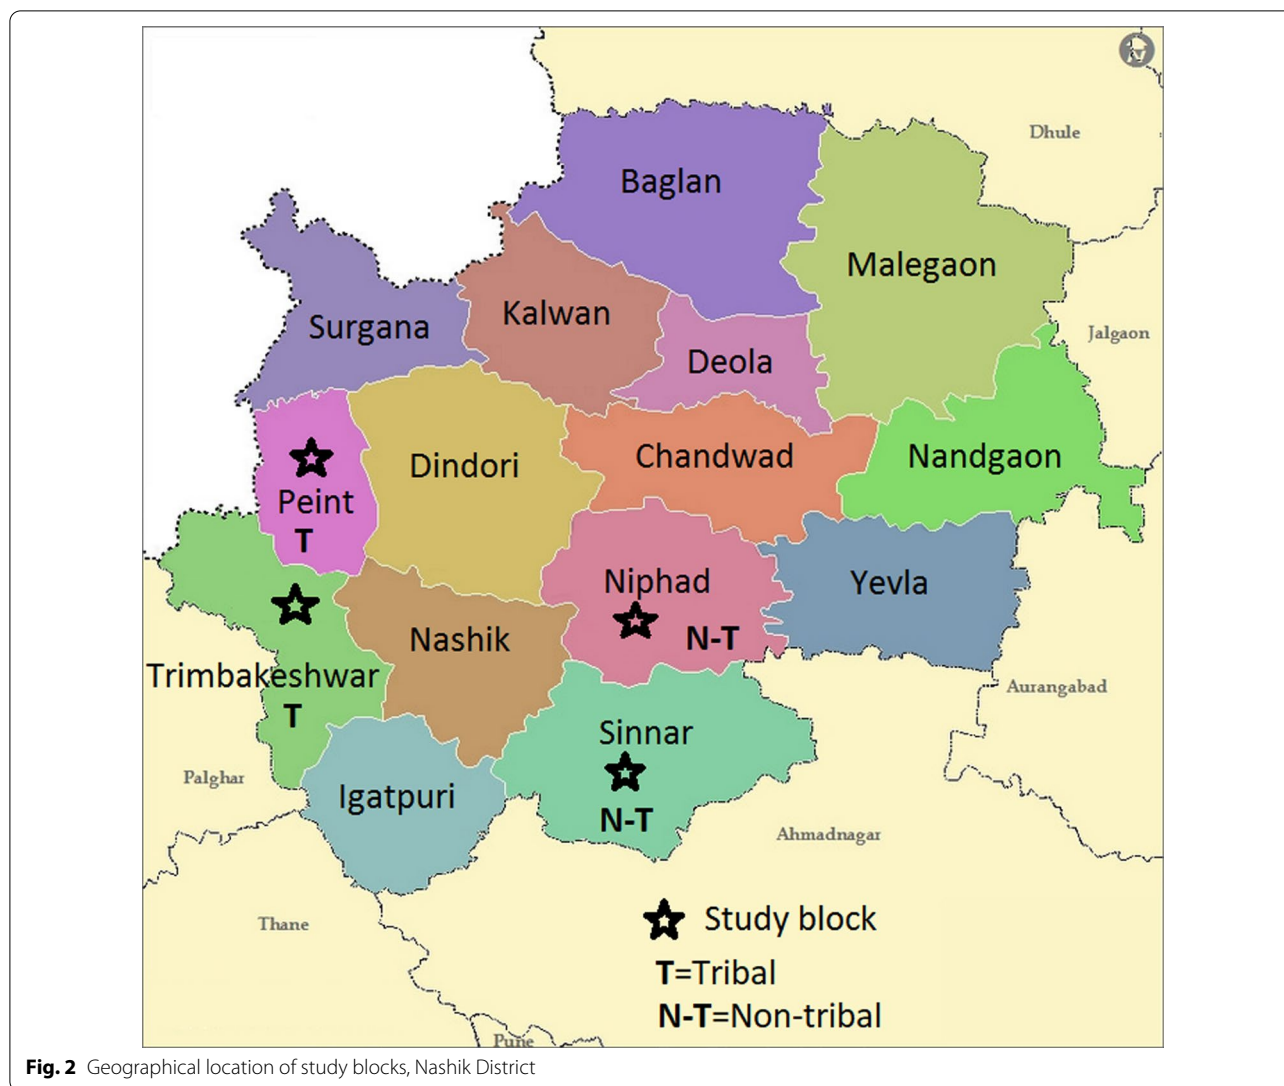 Dhule
Baglan
Malegaon
Kalwan
Surgana
Jalgaon
Deola
Chandwad
Nandgaon
Dindori
Peint
T
Niphad
Yevla
N-T
Nashik
Trimbakeshwar
T
Aurangabad
Sinnar
Palghar
Igatpuri
N-T
Ahmadnagar
Study block
Thane
T=Tribal
N-T=Non-tribal
Pune
Fig. 2 Geographical location of study blocks, Nashik District